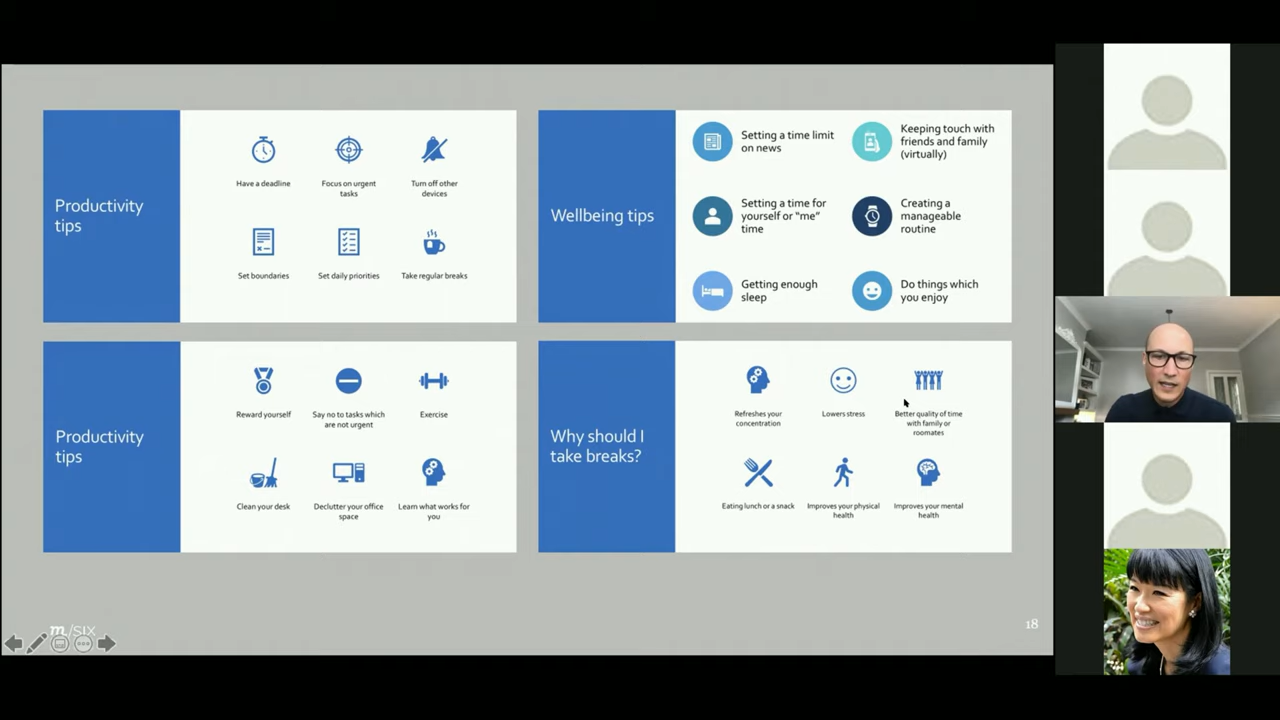 Productivity
tips
Have a deadline
Focus on urgent
tasks
Turn off other
devices
Set boundaries
Set daily priorities
Take regular breaks
Wellbeing tips
Setting a time limit
on news
Keeping touch with
friends and family
(virtually)
Setting a time for
yourself or “me”
time
Creating a
manageable
routine
Getting enough
sleep
Do things which
you enjoy
Productivity
tips
Reward yourself
Say no to tasks which
are not urgent
Exercise
Clean your desk
Declutter your office
space
Learn what works for
you
Why should I
take breaks?
Refreshes your
concentration
Lowers stress
Better quality of time
with family or
roomates
Eating lunch or a snack
Improves your physical
health
Improves your mental
health
m/SIX
18